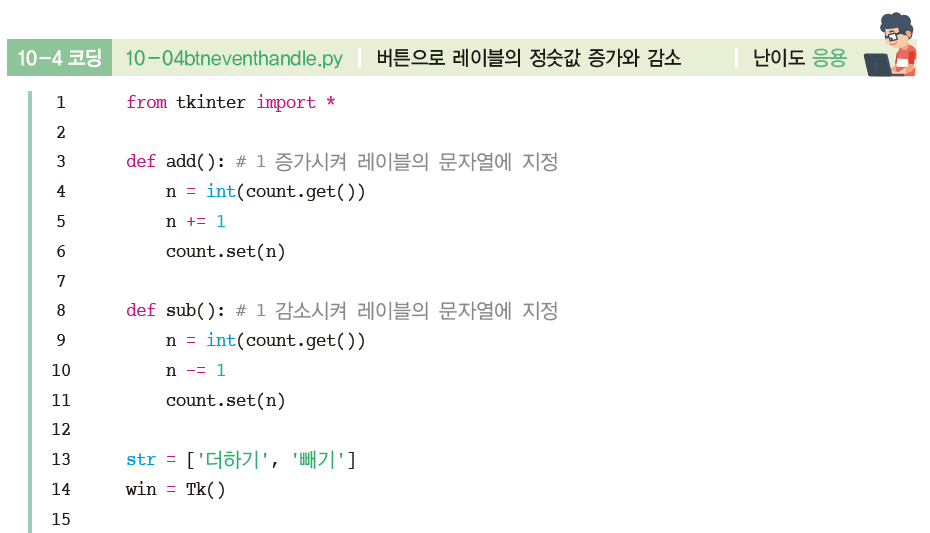 10-4 코딩 10-04btneventhandle.py 버튼으로 레이블의 정숫값 증가와 감소 난이도 응용
1 from tkinter import *
2
3 def add(): # 1 증가시켜 레이블의 문자열에 지정
4     n = int(count.get())
5     n += 1
6     count.set(n)
7
8 def sub(): # 1 감소시켜 레이블의 문자열에 지정
9     n = int(count.get())
10     n -= 1
11     count.set(n)
12
13 str = ['더하기', '빼기']
14 win = Tk()
15